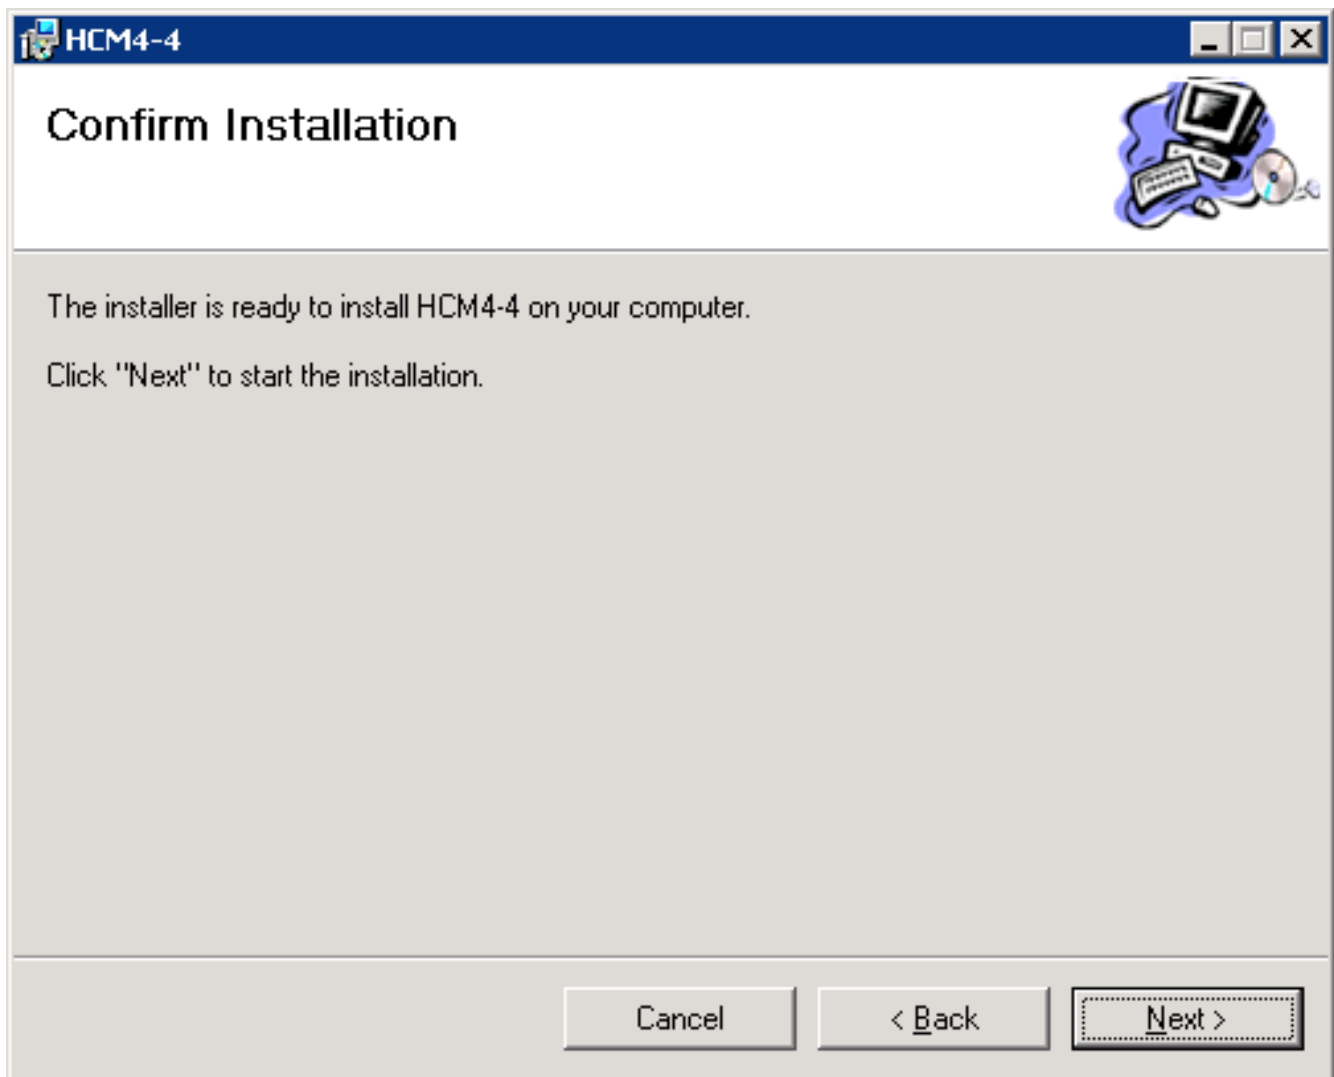 HCM4-4
Confirm Installation
The installer is ready to install HCM4-4 on your computer.
Click "Next" to start the installation.
Cancel
< Back
Next >